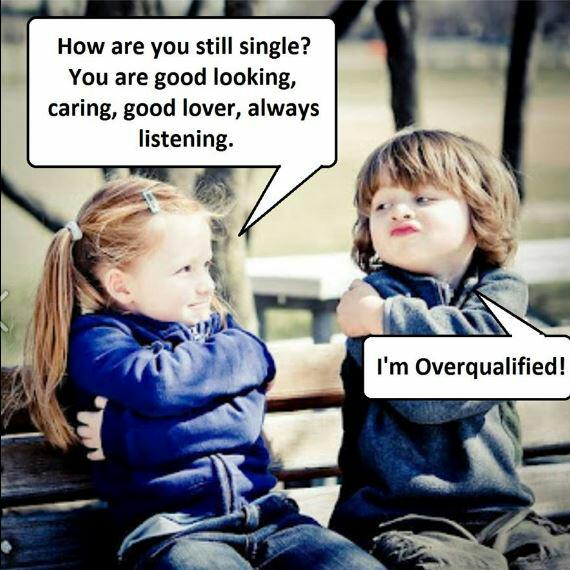 How are you still single?
You are good looking,
caring, good lover, always
listening.
I'm Overqualified!